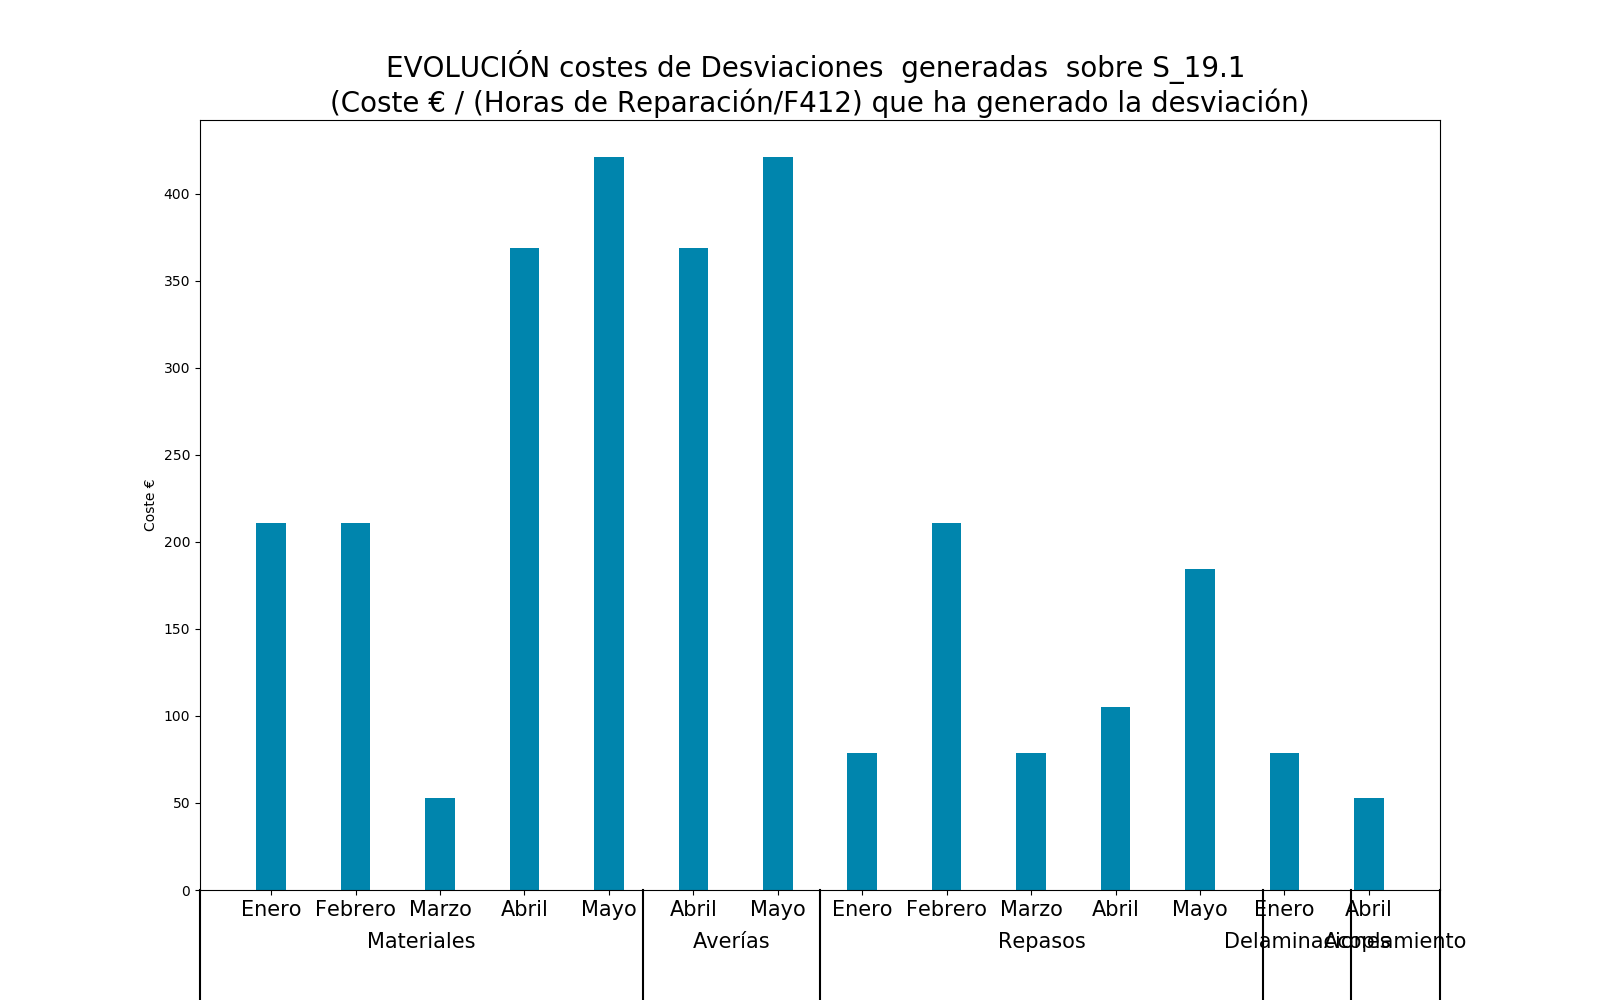 EVOLUCIÓN costes de Desviaciones  generadas  sobre S_19.1
(Coste € / (Horas de Reparación/F412) que ha generado la desviación)
400
350
300
250
200
150
100
50
0
Coste €
Enero Febrero Marzo Abril Mayo Abril Mayo Enero Febrero Marzo Abril Mayo Enero Abril
Materiales Averías Repasos Delaminaciones Acoplamiento